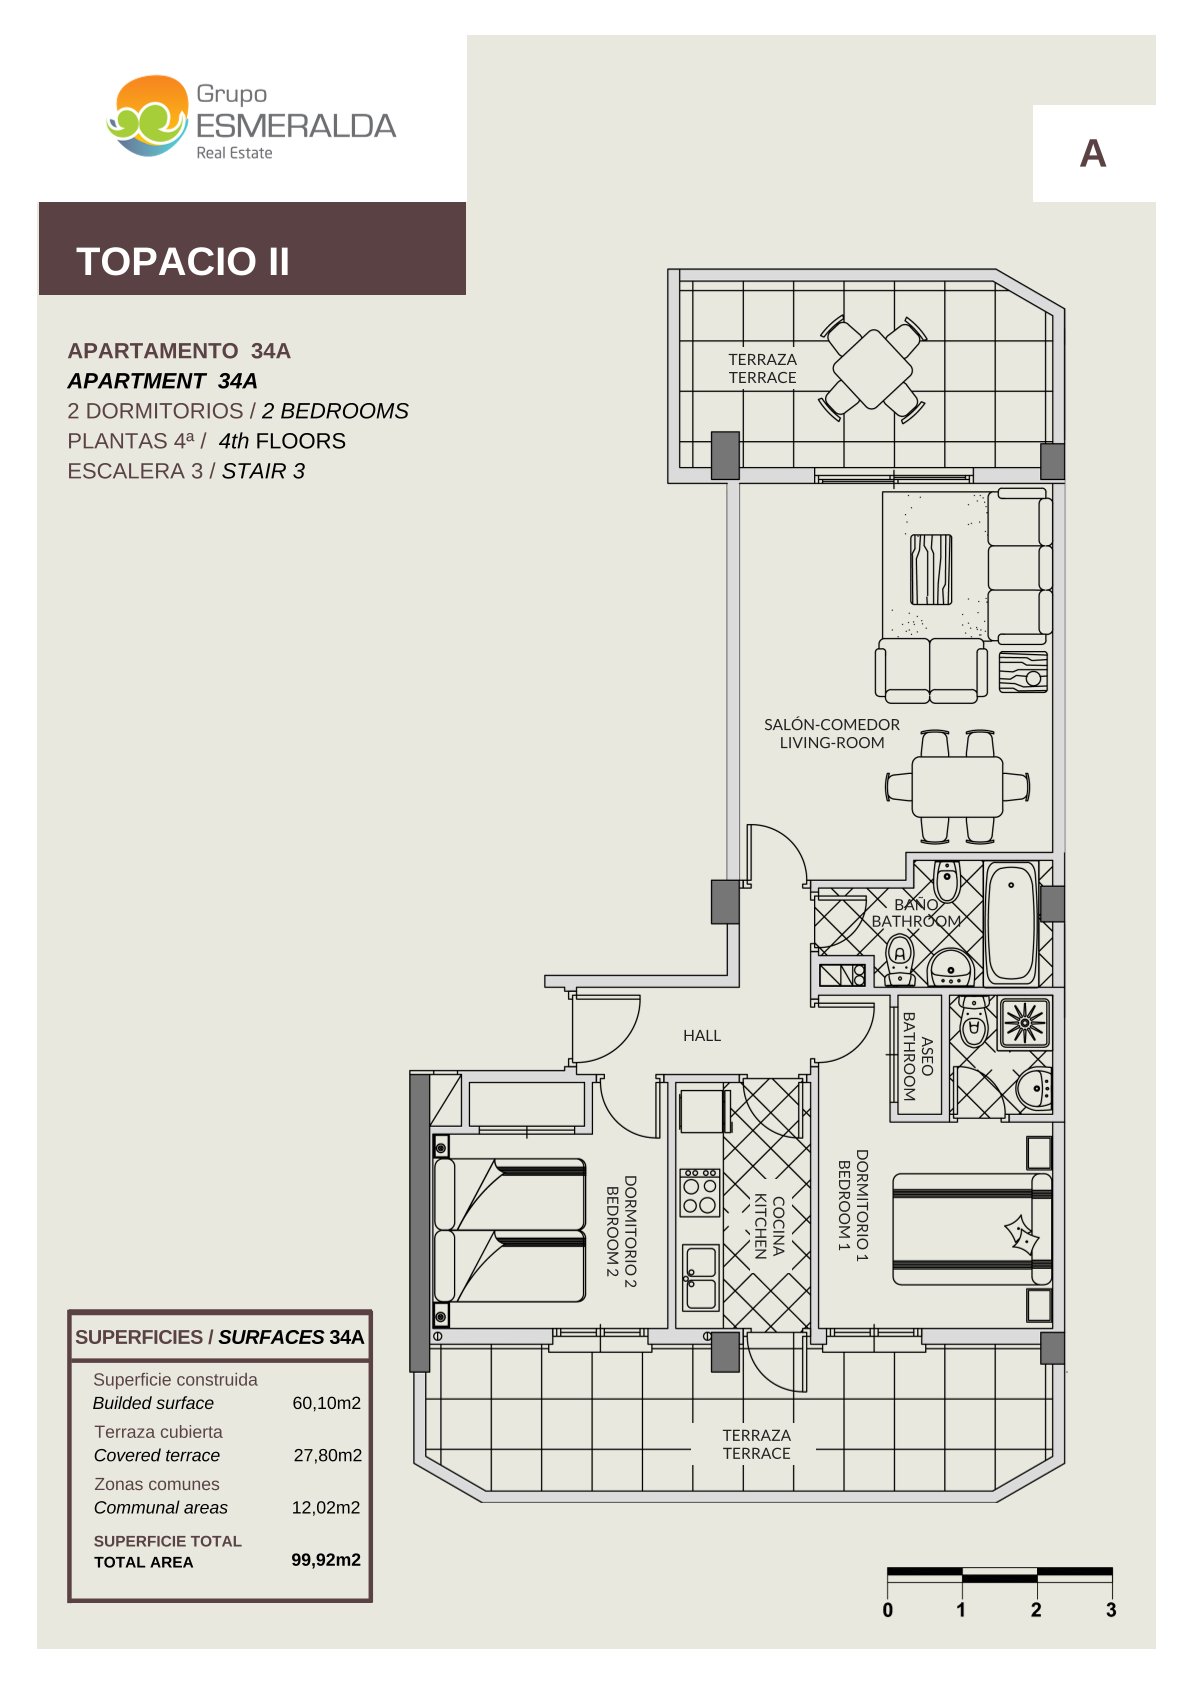 Grupo
ESMERALDA
Real Estate
A
TOPACIO II
APARTAMENTO 34A
APARTMENT 34A
2 DORMITORIOS / 2 BEDROOMS
PLANTAS 4ª / 4th FLOORS
ESCALERA 3 / STAIR 3
TERRAZA
TERRACE
SALÓN-COMEDOR
LIVING-ROOM
BAÑO
BATHROOM
HALL
ASEO
BATHROOM
DORMITORIO 1
BEDROOM 1
DORMITORIO 2
BEDROOM 2
COCINA
KITCHEN
TERRAZA
TERRACE
SUPERFICIES / SURFACES 34A
Superficie construida
Builded surface 60,10m2
Terraza cubierta
Covered terrace 27,80m2
Zonas comunes
Communal areas 12,02m2
SUPERFICIE TOTAL
TOTAL AREA 99,92m2
0 1 2 3